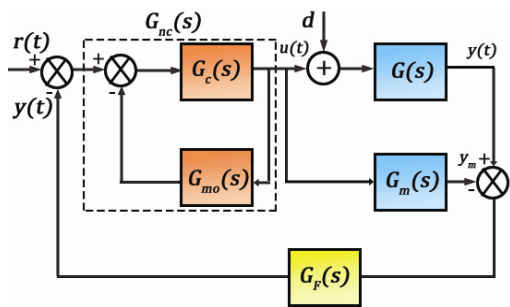 G_nc(s)
d
r(t)
+
-
+
-
G_c(s)
u(t)
+
G(s)
y(t)
y(t)
G_mo(s)
G_m(s)
y_m
+
-
G_F(s)